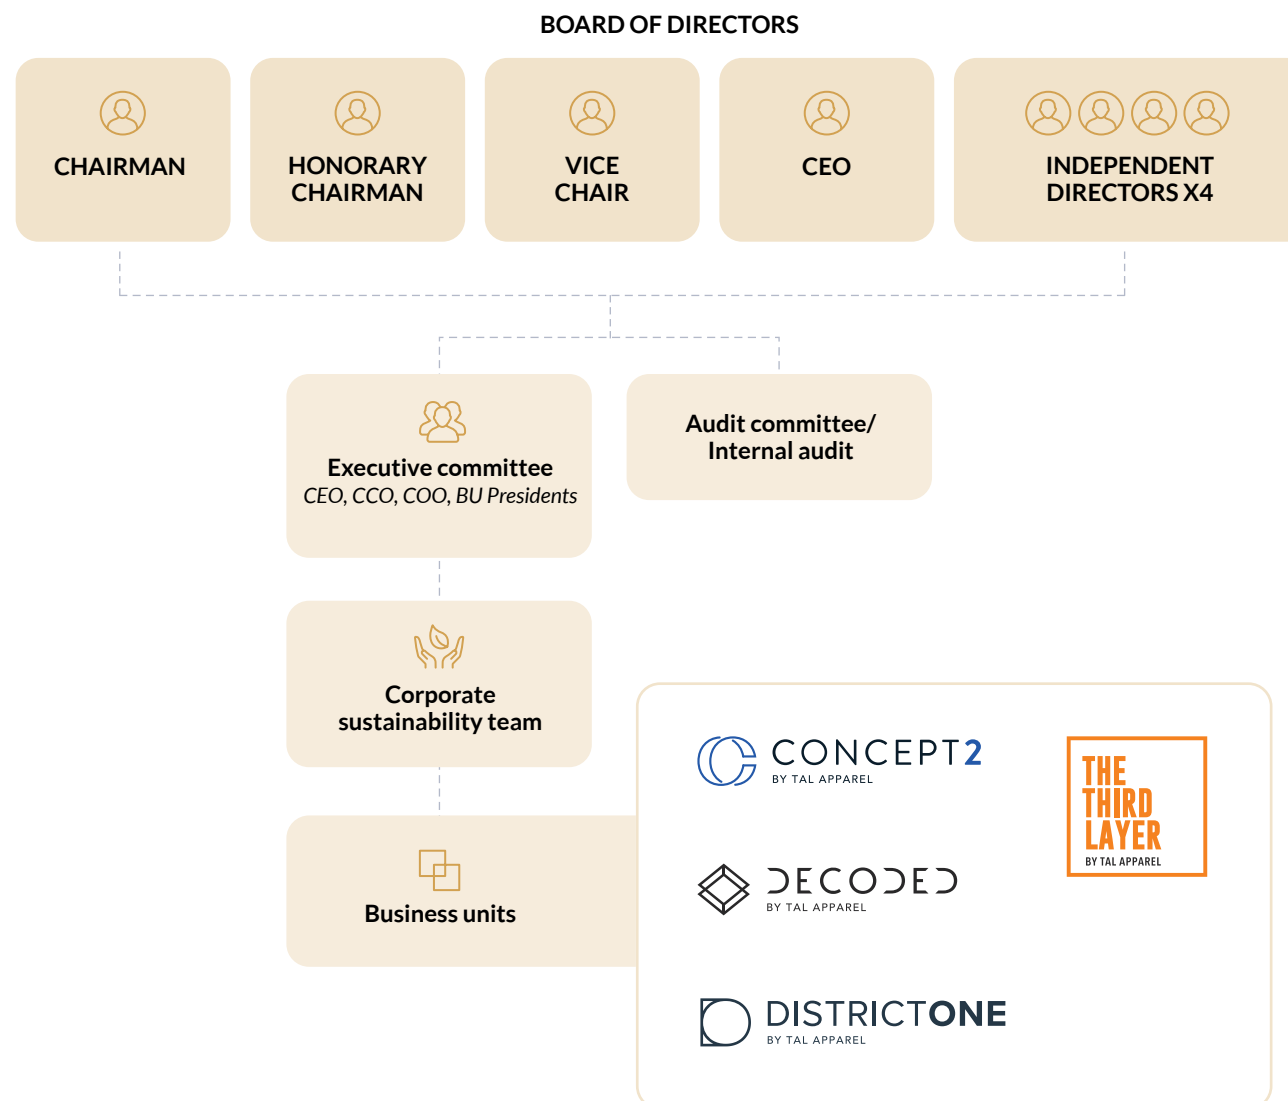 BOARD OF DIRECTORS
CHAIRMAN
HONORARY
CHAIRMAN
VICE
CHAIR
CEO
INDEPENDENT
DIRECTORS X4
Executive committee
CEO, CCO, COO, BU Presidents
Audit committee/
Internal audit
Corporate
sustainability team
Business units
CONCEPT2
BY TAL APPAREL
DECODED
BY TAL APPAREL
DISTRICTONE
BY TAL APPAREL
THE
THIRD
LAYER
BY TAL APPAREL